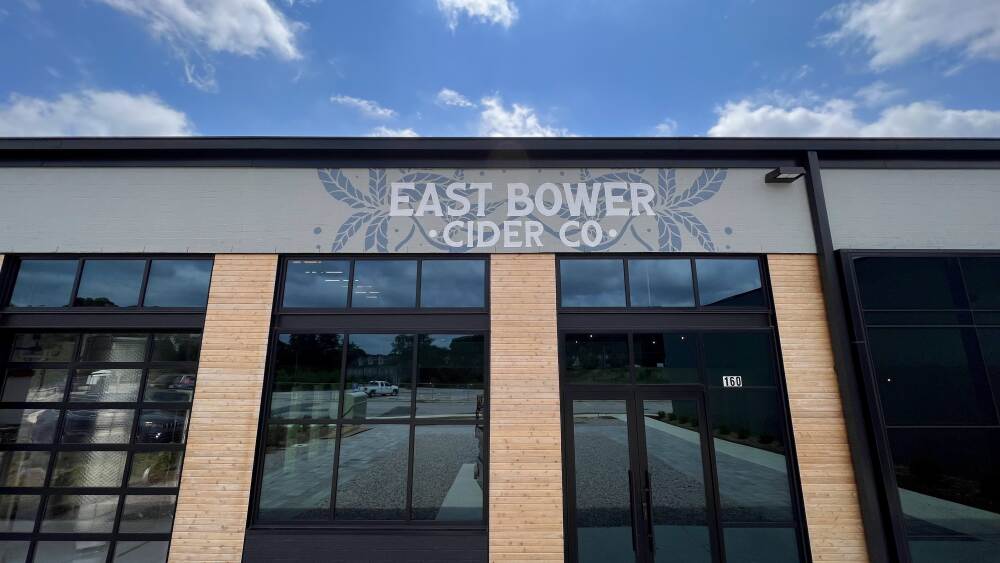 EAST BOWER
·CIDER CO·
160